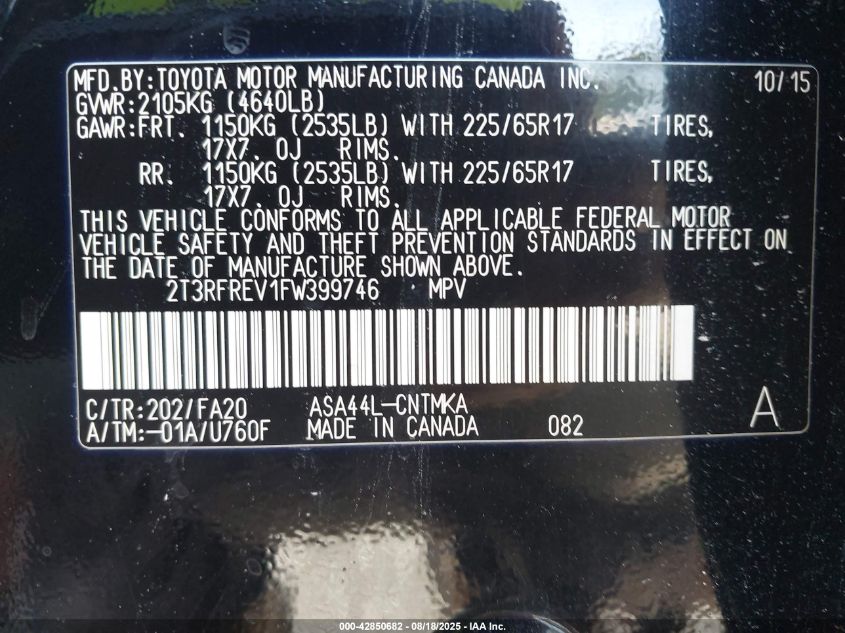 MFD.BY:TOYOTA MOTOR MANUFACTURING CANADA INC. 10/15
GVWR:2105KG (4640LB)
GAWR:FRT. 1150KG (2535LB) WITH 225/65R17 TIRES,
17X7.0J RIMS.
RR. 1150KG (2535LB) WITH 225/65R17 TIRES,
17X7.0J RIMS.
THIS VEHICLE CONFORMS TO ALL APPLICABLE FEDERAL MOTOR
VEHICLE SAFETY AND THEFT PREVENTION STANDARDS IN EFFECT ON
THE DATE OF MANUFACTURE SHOWN ABOVE.
2T3RFREV1FW399746 MPV
C/TR:202/FA20 ASA44L-CNTMKA A
A/TM:-01A/U760F MADE IN CANADA 082
000-42850682 - 08/18/2025 - IAA Inc.